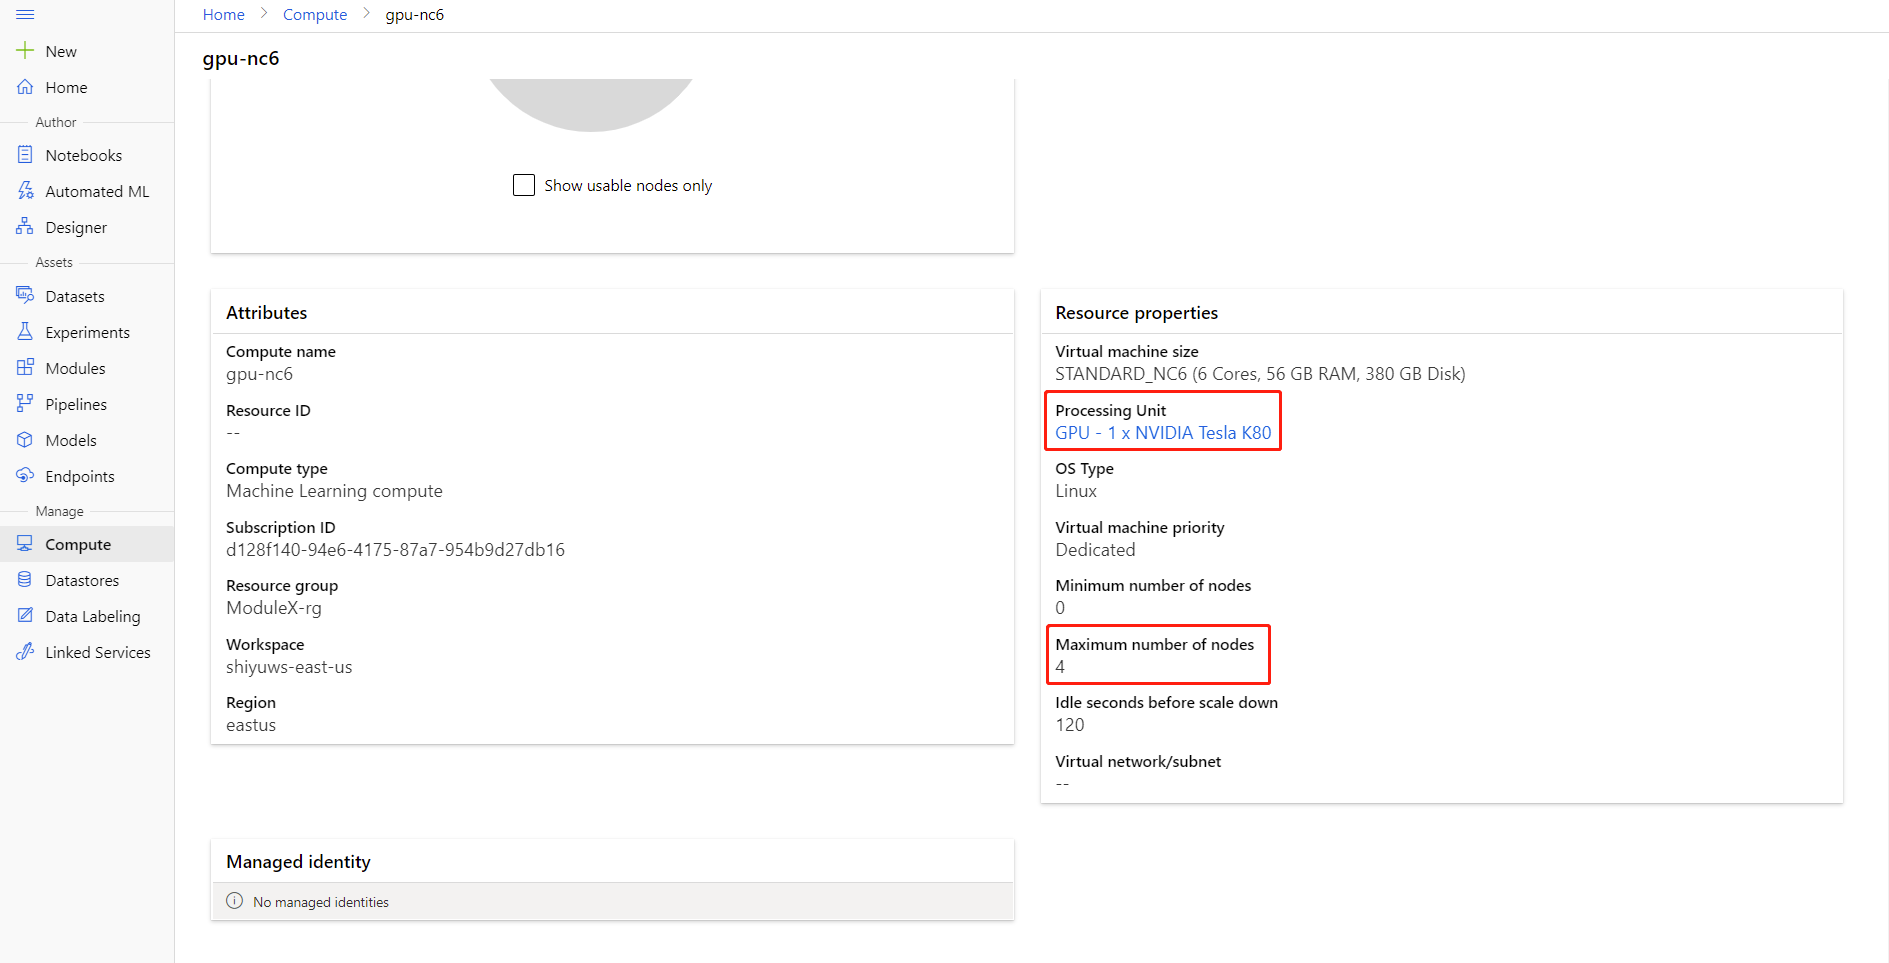 Home > Compute > gpu-nc6
gpu-nc6
New
Home
Author
Notebooks
Automated ML
Designer
Assets
Datasets
Experiments
Modules
Pipelines
Models
Endpoints
Manage
Compute
Datastores
Data Labeling
Linked Services
Show usable nodes only
Attributes
Compute name
gpu-nc6
Resource ID
--
Compute type
Machine Learning compute
Subscription ID
d128f140-94e6-4175-87a7-954b9d27db16
Resource group
ModuleX-rg
Workspace
shiyuws-east-us
Region
eastus
Resource properties
Virtual machine size
STANDARD_NC6 (6 Cores, 56 GB RAM, 380 GB Disk)
Processing Unit
GPU - 1 x NVIDIA Tesla K80
OS Type
Linux
Virtual machine priority
Dedicated
Minimum number of nodes
0
Maximum number of nodes
4
Idle seconds before scale down
120
Virtual network/subnet
--
Managed identity
No managed identities